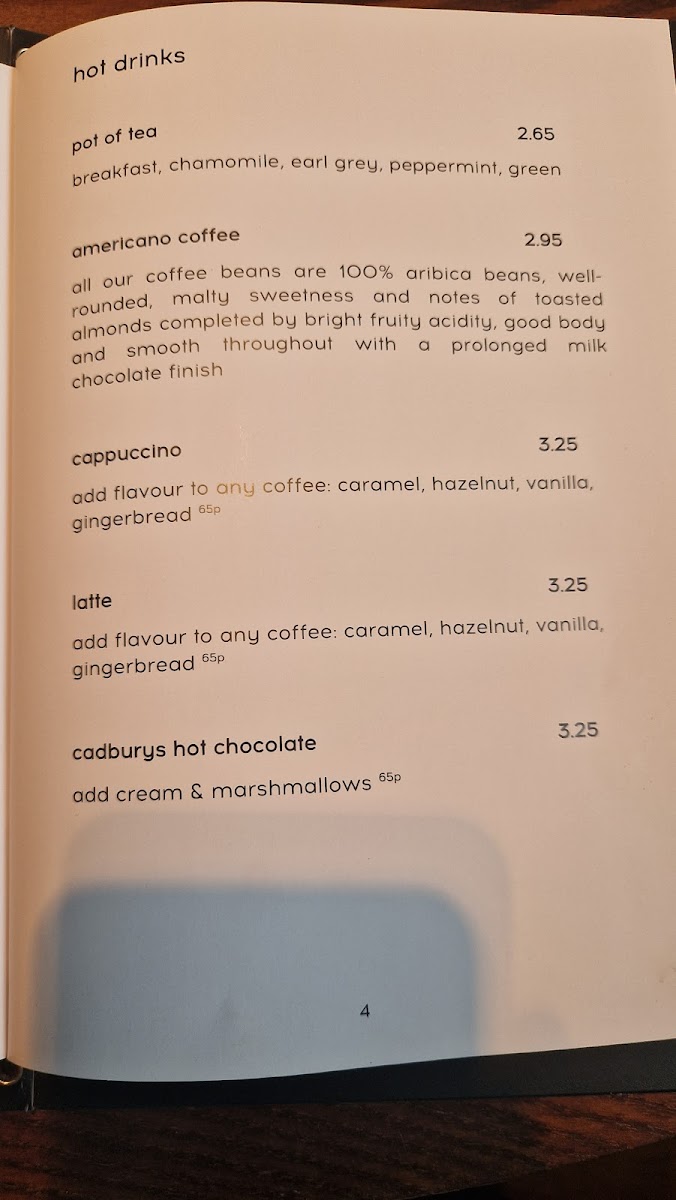 hot drinks
pot of tea 2.65
breakfast, chamomile, earl grey, peppermint, green
americano coffee 2.95
all our coffee beans are 100% aribica beans, well-
rounded, malty sweetness and notes of toasted
almonds completed by bright fruity acidity, good body
and smooth throughout with a prolonged milk
chocolate finish
cappuccino 3.25
add flavour to any coffee: caramel, hazelnut, vanilla,
gingerbread 65p
latte 3.25
add flavour to any coffee: caramel, hazelnut, vanilla,
gingerbread 65p
cadburys hot chocolate 3.25
add cream & marshmallows 65p
4